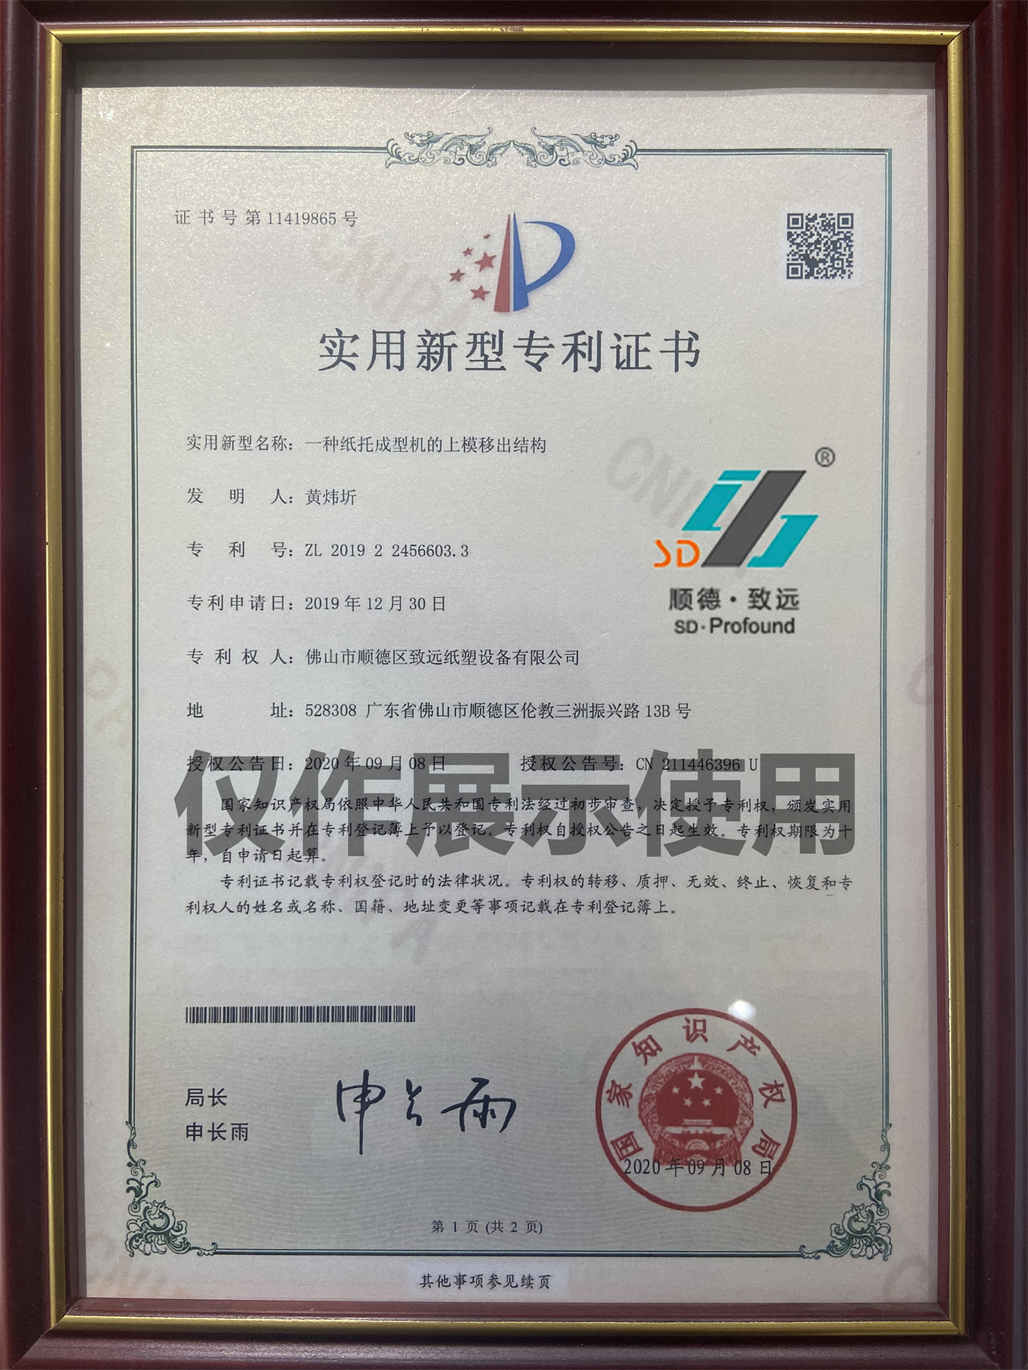 证书号第11419865号
实用新型专利证书
实用新型名称：一种纸托成型机的上模移出结构
发明人：黄炜圻
专利号：ZL 2019 2 2456603.3
专利申请日：2019年12月30日
专利权人：佛山市顺德区致远纸塑设备有限公司
地址：528308 广东省佛山市顺德区伦教三洲振兴路13B号
授权公告日：2020年09月08日 授权公告号：CN 211446396 U
国家知识产权局依照中华人民共和国专利法经过初步审查，决定授予专利权，颁发实用
新型专利证书并在专利登记簿上予以登记。专利权自授权公告之日起生效。专利权期限为十
年，自申请日起算。
专利证书记载专利权登记时的法律状况。专利权的转移、质押、无效、终止、恢复和专
利权人的姓名或名称、国籍、地址变更等事项记载在专利登记簿上。
仅作展示使用
®
SD
顺德·致远
SD·Profound
局长
申长雨
申长雨
国家知识产权局
2020年09月08日
第 1 页 (共 2 页)
其他事项参见续页